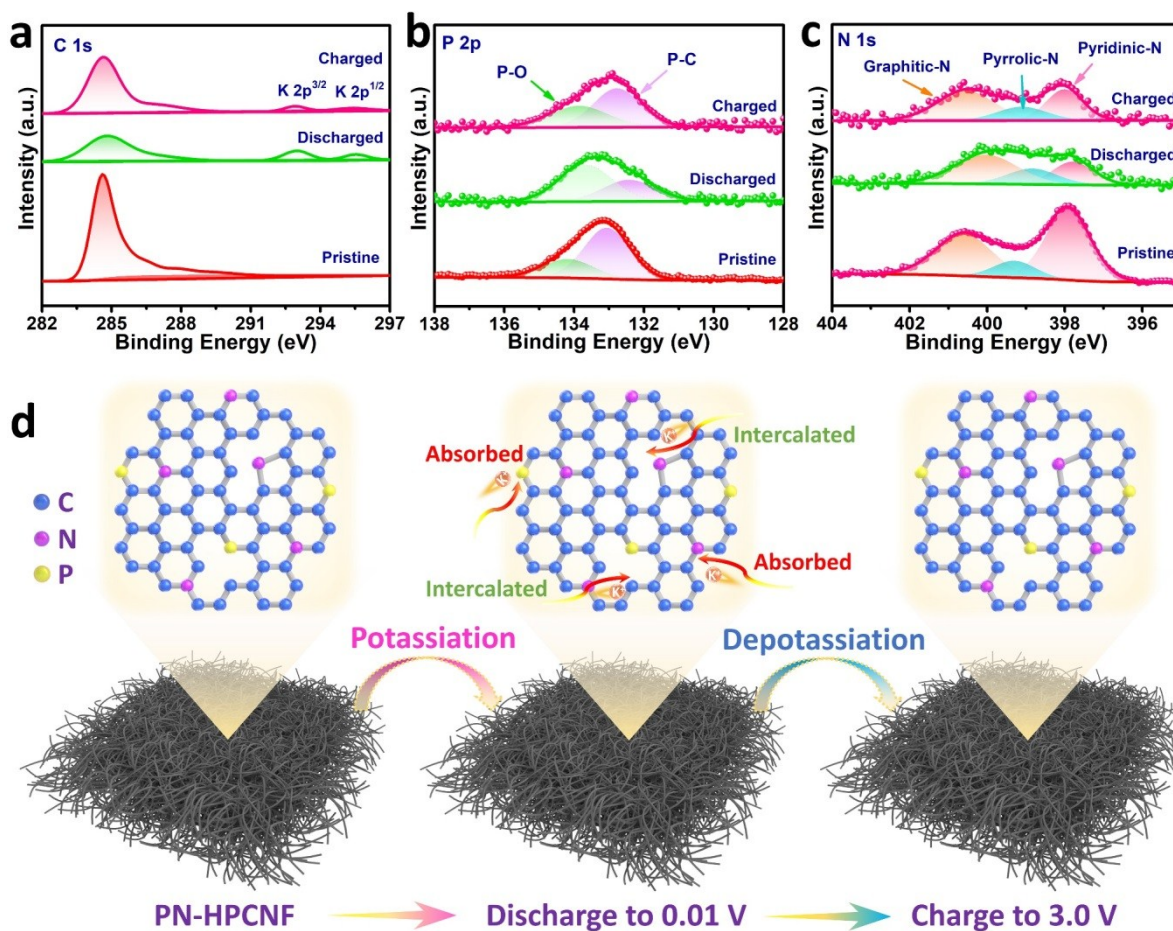 a
C 1s
Charged
K 2p3/2 K 2p1/2
Discharged
Pristine
Intensity (a.u.)
282 285 288 291 294 297
Binding Energy (eV)
b
P 2p
P-O
P-C
Charged
Discharged
Pristine
Intensity (a.u.)
138 136 134 132 130 128
Binding Energy (eV)
c
N 1s
Graphitic-N
Pyrrolic-N
Pyridinic-N
Charged
Discharged
Pristine
Intensity (a.u.)
404 402 400 398 396
Binding Energy (eV)
d
C
N
P
Absorbed
K+
Intercalated
K+
Intercalated
K+
Absorbed
K+
Potassiation
Depotassiation
PN-HPCNF
Discharge to 0.01 V
Charge to 3.0 V